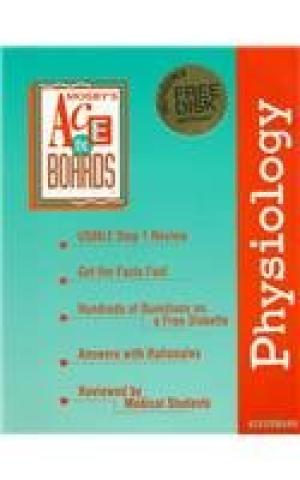 MOSBY'S
ACE
the
BOARDS
FREE
DISK
Physiology
USMLE Step 1 Review
Get the Facts Fast
Hundreds of Questions on
a Free Diskette
Answers with Rationales
Reviewed by
Medical Students